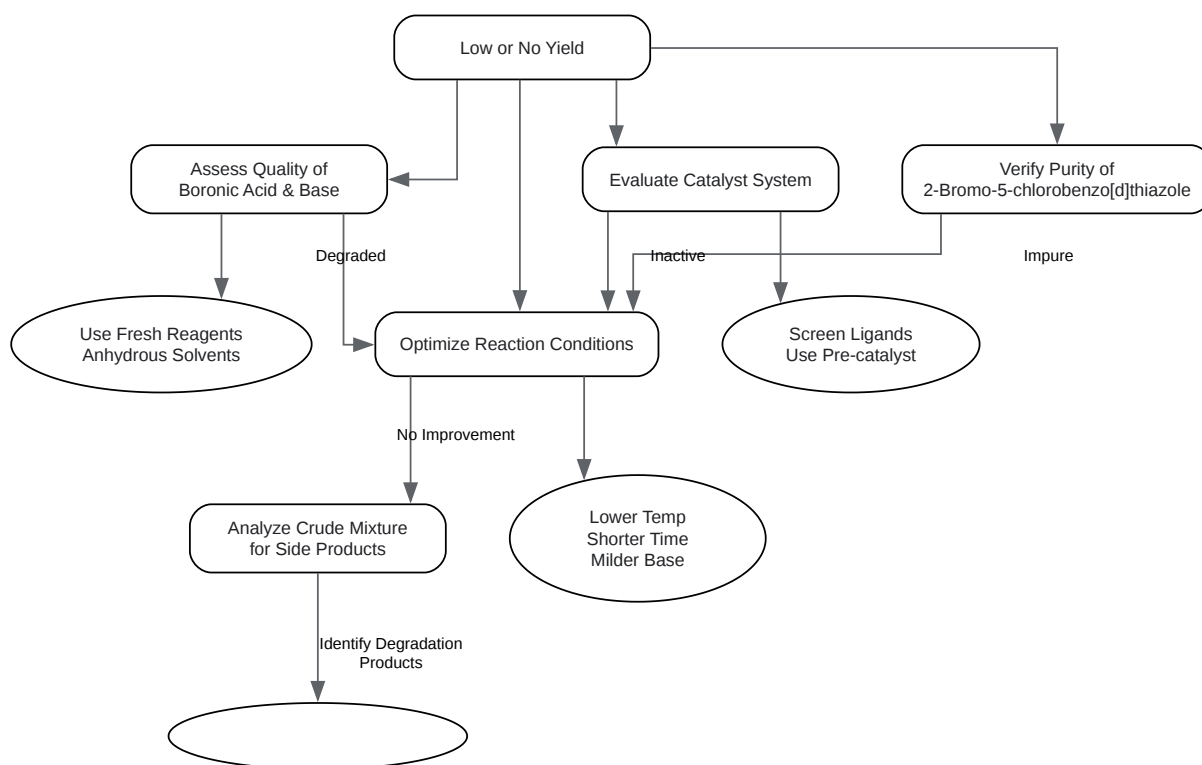 Low or No Yield
Assess Quality of
Boronic Acid & Base
Evaluate Catalyst System
Verify Purity of
2-Bromo-5-chlorobenzo[d]thiazole
Degraded
Inactive
Impure
Use Fresh Reagents
Anhydrous Solvents
Optimize Reaction Conditions
Screen Ligands
Use Pre-catalyst
No Improvement
Analyze Crude Mixture
for Side Products
Lower Temp
Shorter Time
Milder Base
Identify Degradation
Products